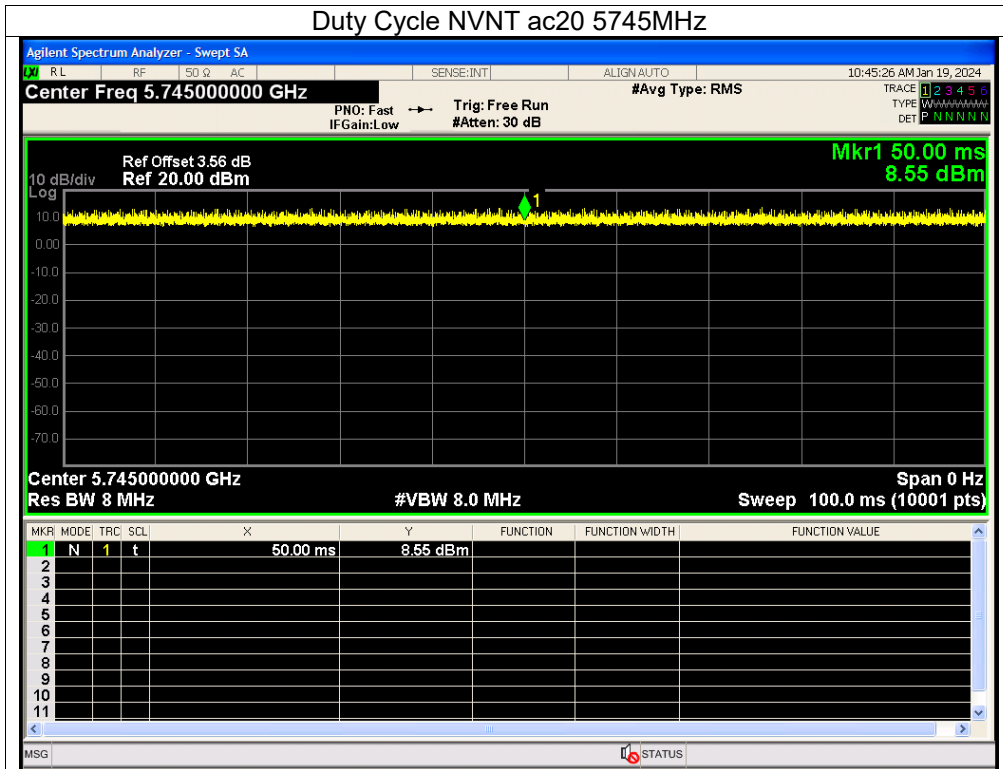 Duty Cycle NVNT ac20 5745MHz
Agilent Spectrum Analyzer - Swept SA
LXI RL RF 50 Ω AC SENSE:INT ALIGN AUTO 10:45:26 AM Jan 19, 2024
Center Freq 5.745000000 GHz #Avg Type: RMS TRACE 1 2 3 4 5 6
PNO: Fast Trig: Free Run TYPE WWWWWW
IFGain:Low #Atten: 30 dB DET P N N N N N
Mkr1 50.00 ms
8.55 dBm
Ref Offset 3.56 dB
10 dB/div Ref 20.00 dBm
Log
1
10.0
0.00
-10.0
-20.0
-30.0
-40.0
-50.0
-60.0
-70.0
Center 5.745000000 GHz Span 0 Hz
Res BW 8 MHz #VBW 8.0 MHz Sweep 100.0 ms (10001 pts)
MKR MODE TRC SCL X Y FUNCTION FUNCTION WIDTH FUNCTION VALUE
1 N 1 t 50.00 ms 8.55 dBm
2
3
4
5
6
7
8
9
10
11
MSG STATUS